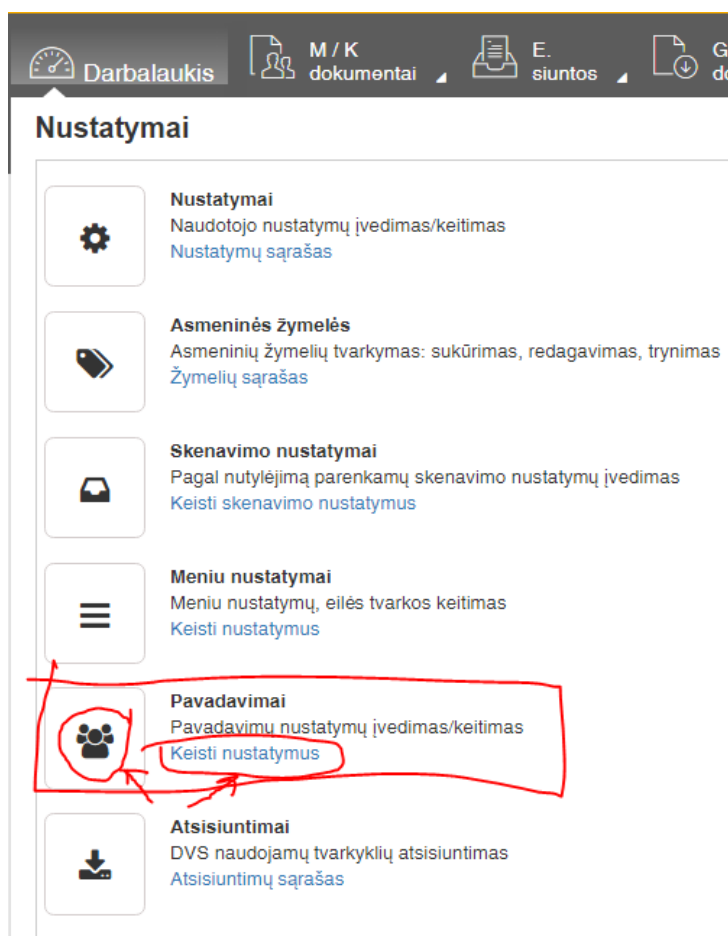 Darbalaukis
M / K
dokumentai
E.
siuntos
Nustatymai
Nustatymai
Naudotojo nustatymų įvedimas/keitimas
Nustatymų sąrašas
Asmeninės žymelės
Asmeninių žymelių tvarkymas: sukūrimas, redagavimas, trynimas
Žymelių sąrašas
Skenavimo nustatymai
Pagal nutylėjimą parenkamų skenavimo nustatymų įvedimas
Keisti skenavimo nustatymus
Meniu nustatymai
Meniu nustatymų, eilės tvarkos keitimas
Keisti nustatymus
Pavadavimai
Pavadavimų nustatymų įvedimas/keitimas
Keisti nustatymus
Atsisiuntimai
DVS naudojamų tvarkyklių atsisiuntimas
Atsisiuntimų sąrašas